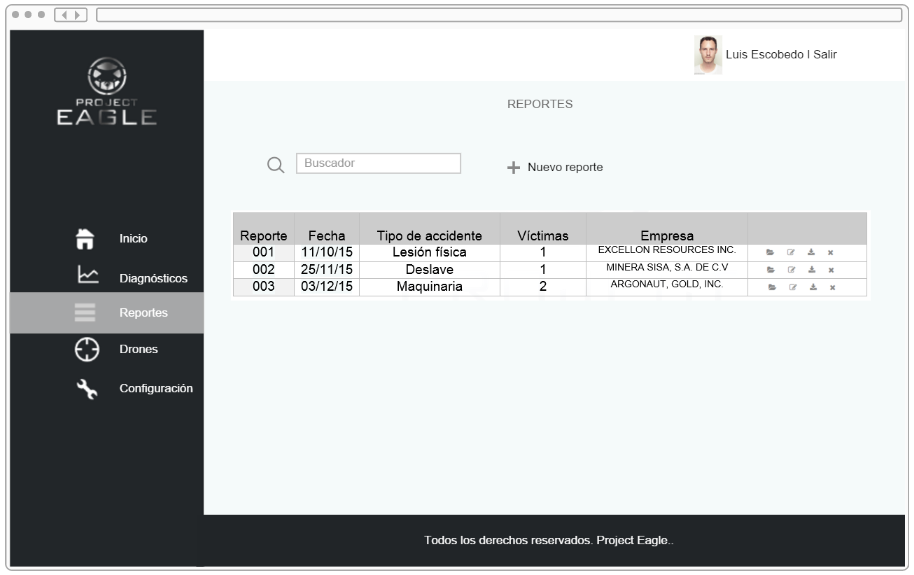 Luis Escobedo I Salir
PROJECT
EAGLE
REPORTES
Buscador
Nuevo reporte
Inicio
Diagnósticos
Reportes
Drones
Configuración
Reporte Fecha Tipo de accidente Víctimas Empresa
001 11/10/15 Lesión física 1 EXCELLON RESOURCES INC.
002 25/11/15 Deslave 1 MINERA SISA, S.A. DE C.V
003 03/12/15 Maquinaria 2 ARGONAUT, GOLD, INC.
Todos los derechos reservados. Project Eagle..